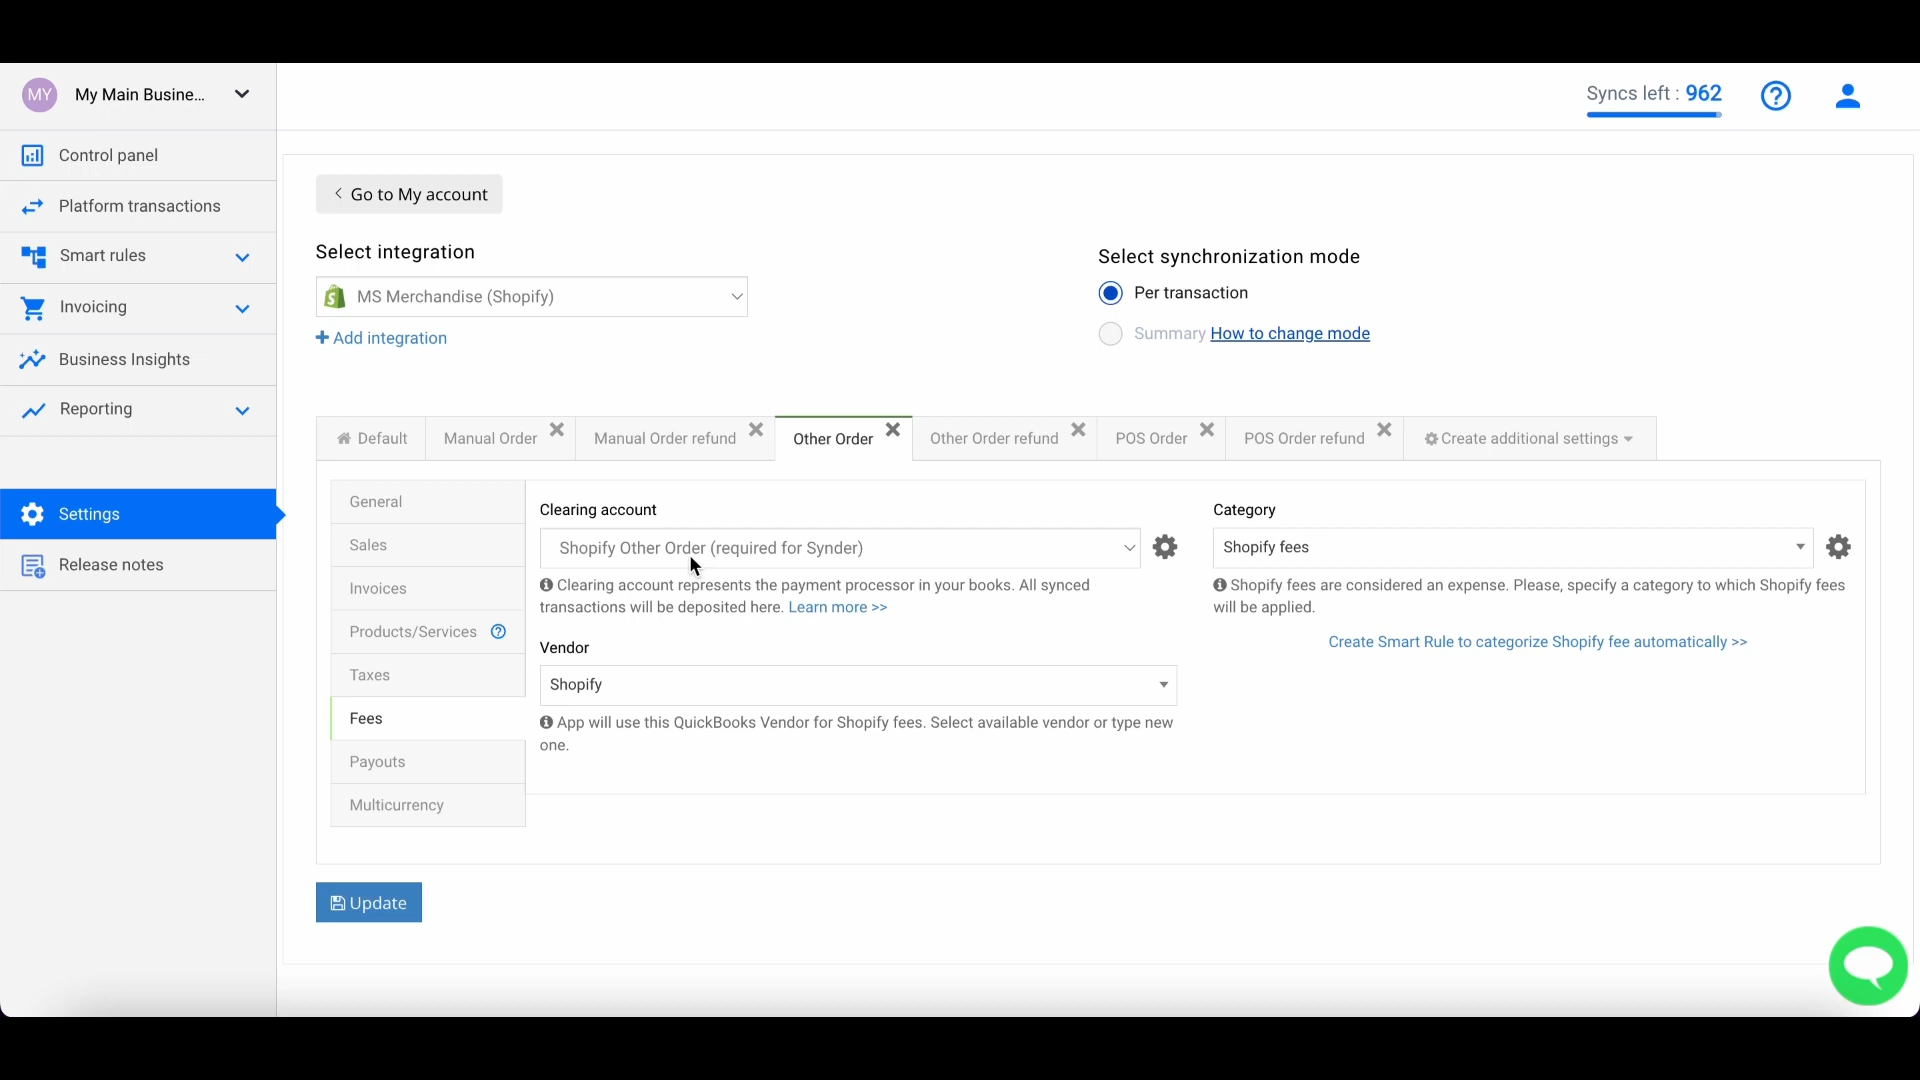 MY My Main Busine...
Syncs left : 962
Control panel
Platform transactions
Smart rules
Invoicing
Business Insights
Reporting
Settings
Release notes
Go to My account
Select integration
MS Merchandise (Shopify)
Add integration
Select synchronization mode
Per transaction
Summary How to change mode
Default
Manual Order
Manual Order refund
Other Order
Other Order refund
POS Order
POS Order refund
Create additional settings
General
Sales
Invoices
Products/Services
Taxes
Fees
Payouts
Multicurrency
Clearing account
Shopify Other Order (required for Synder)
Clearing account represents the payment processor in your books. All synced
transactions will be deposited here. Learn more >>
Vendor
Shopify
App will use this QuickBooks Vendor for Shopify fees. Select available vendor or type new
one.
Category
Shopify fees
Shopify fees are considered an expense. Please, specify a category to which Shopify fees
will be applied.
Create Smart Rule to categorize Shopify fee automatically >>
Update